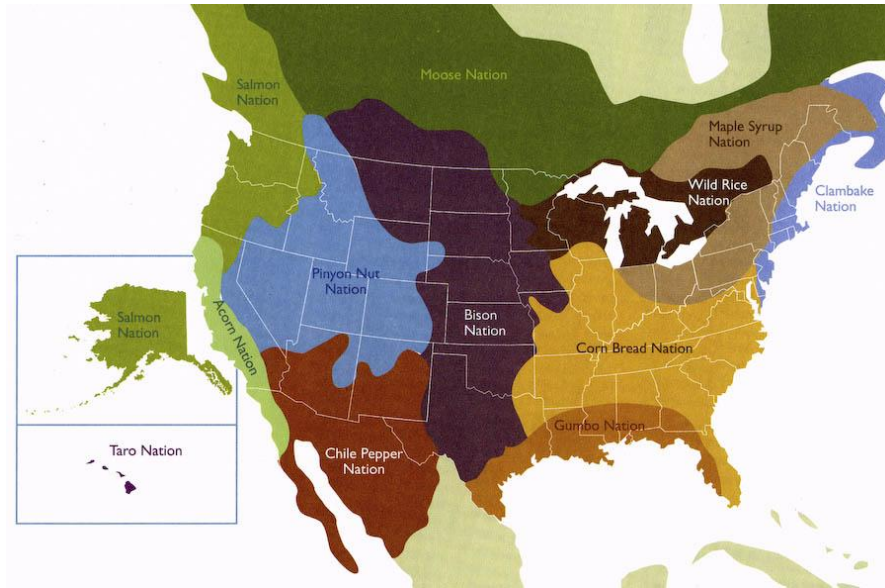 Moose Nation
Salmon
Nation
Maple Syrup
Nation
Wild Rice
Nation
Clambake
Nation
Pinyon Nut
Nation
Acorn Nation
Salmon
Nation
Bison
Nation
Corn Bread Nation
Gumbo Nation
Taro Nation
Chile Pepper
Nation